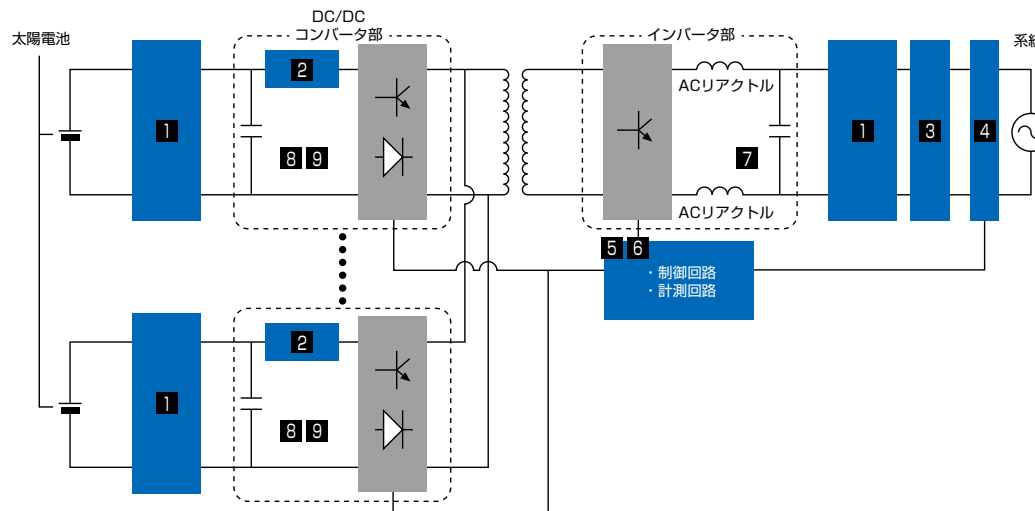 太陽電池
DC/DC
コンバータ部
インバータ部
系統
2
ACリアクトル
1
8 9
7
1
3
4
ACリアクトル
5 6
・制御回路
・計測回路
2
1
8 9